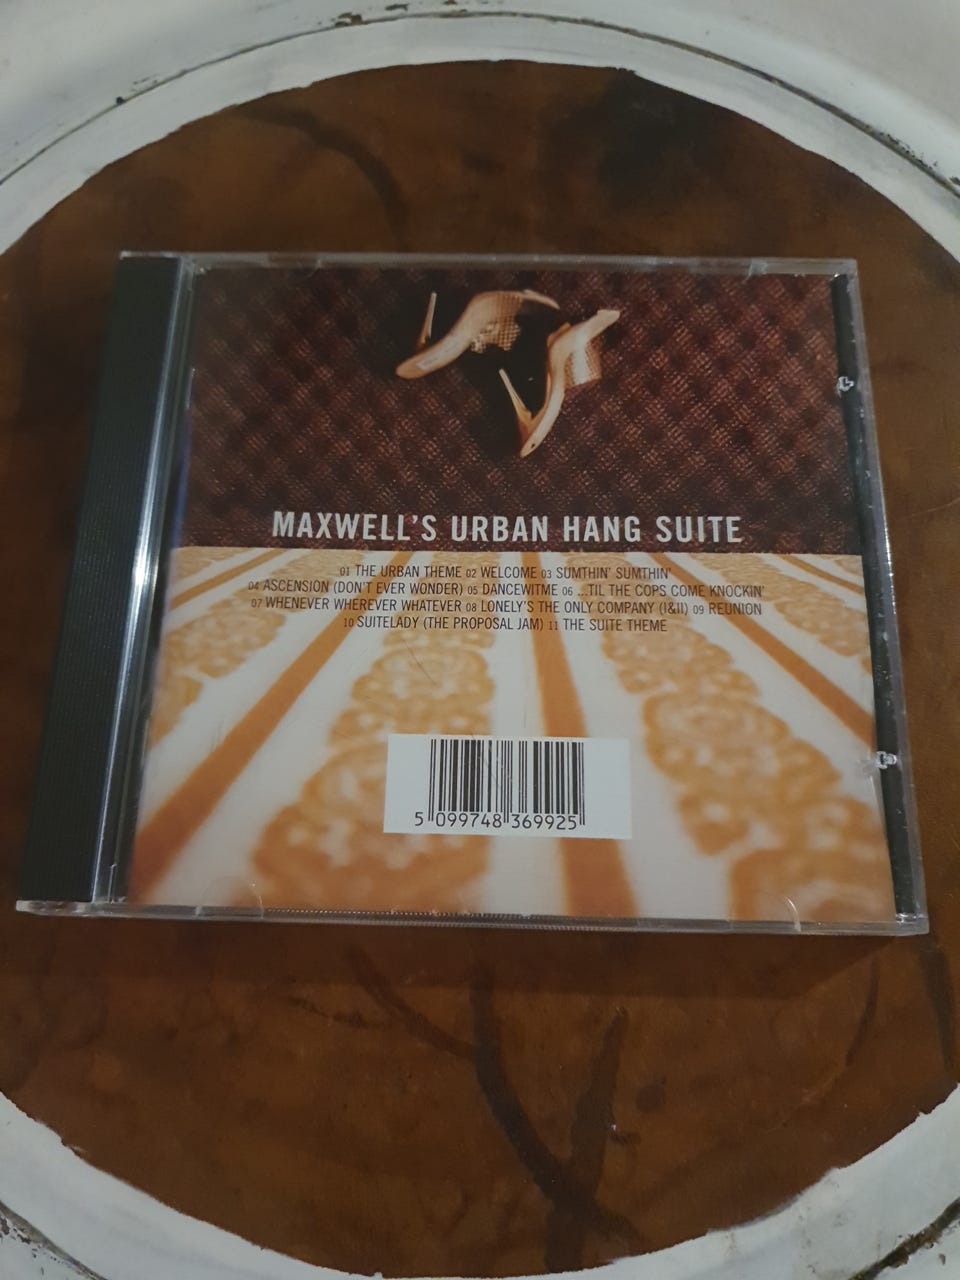 MAXWELL'S URBAN HANG SUITE
01 THE URBAN THEME 02 WELCOME 03 SUMTHIN' SUMTHIN'
04 ASCENSION (DON'T EVER WONDER) 05 DANCEWITME 06 ...TIL THE COPS COME KNOCKIN'
07 WHENEVER WHEREVER WHATEVER 08 LONELY'S THE ONLY COMPANY (I&II) 09 REUNION
10 SUITELADY (THE PROPOSAL JAM) 11 THE SUITE THEME
5 099748 369925